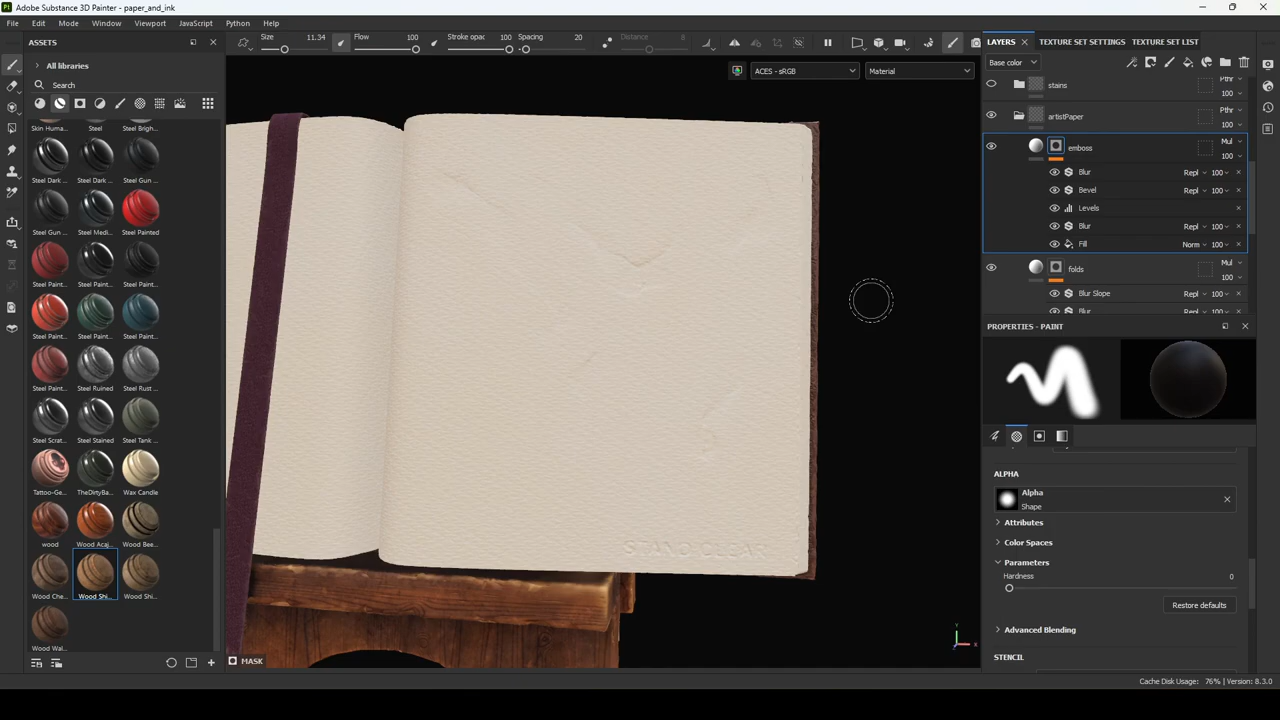 Pt Adobe Substance 3D Painter - paper_and_ink
File Edit Mode Window Viewport JavaScript Python Help
ASSETS
Size 11.34 Flow 100 Stroke opa... 100 Spacing 20 Distance 8
LAYERS TEXTURE SET SETTINGS TEXTURE SET LIST
All libraries
Base color
ACES - sRGB Material
Search
stains Pthr 100
artistPaper Pthr 100
Skin Huma... Steel Steel Brigh...
emboss Mul 100
Steel Dark ... Steel Dark ... Steel Gun ...
Blur Repl 100
Bevel Repl 100
Levels
Blur Repl 100
Fill Norm 100
Steel Gun ... Steel Medi... Steel Painted
folds Mul 100
Blur Slope Repl 100
Blur Repl 100
PROPERTIES - PAINT
Steel Paint... Steel Paint... Steel Paint...
Steel Paint... Steel Ruined Steel Rust ...
Steel Scrat... Steel Stained Steel Tank ...
Tattoo-Ge... TheDirtyBa... Wax Candle
wood Wood Acaj... Wood Bee...
Wood Che... Wood Shi... Wood Shi...
Wood Wal...
ALPHA
Alpha
Shape
Attributes
Color Spaces
Parameters
Hardness 0
Restore defaults
Advanced Blending
STENCIL
STAND CLEAR
Y
X
MASK
Cache Disk Usage: 76% | Version: 8.3.0